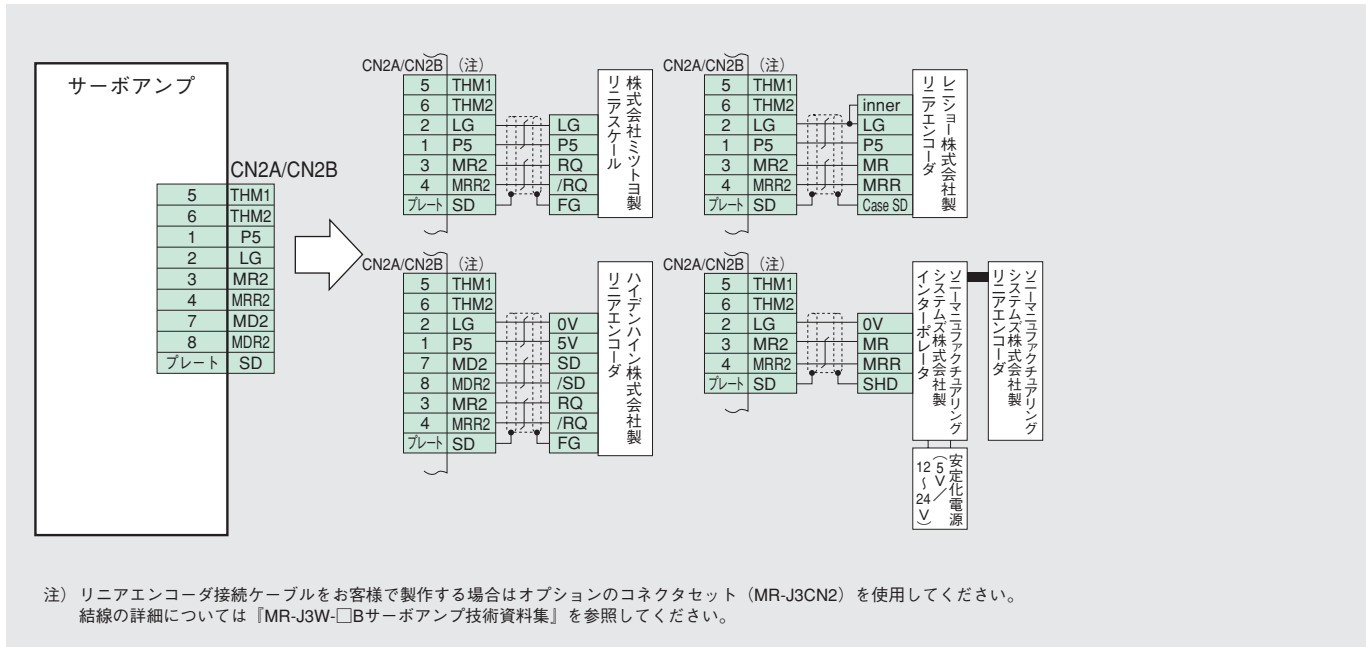 サーボアンプ
CN2A/CN2B
5 THM1
6 THM2
1 P5
2 LG
3 MR2
4 MRR2
7 MD2
8 MDR2
プレート SD
CN2A/CN2B (注)
5 THM1
6 THM2
2 LG LG
1 P5 P5
3 MR2 RQ
4 MRR2 /RQ
プレート SD FG
株式会社ミツトヨ製
リニアスケール
CN2A/CN2B (注)
5 THM1
6 THM2 inner
2 LG LG
1 P5 P5
3 MR2 MR
4 MRR2 MRR
プレート SD Case SD
レニショー株式会社製
リニアエンコーダ
CN2A/CN2B (注)
5 THM1
6 THM2
2 LG 0V
1 P5 5V
7 MD2 SD
8 MDR2 /SD
3 MR2 RQ
4 MRR2 /RQ
プレート SD FG
ハイデンハイン株式会社製
リニアエンコーダ
CN2A/CN2B (注)
5 THM1
6 THM2
2 LG 0V
3 MR2 MR
4 MRR2 MRR
プレート SD SHD
ソニーマニュファクチュアリング
システムズ株式会社製
インターポレータ
ソニーマニュファクチュアリング
システムズ株式会社製
リニアエンコーダ
安定化電源
(5V/
12~24V)
注) リニアエンコーダ接続ケーブルをお客様で製作する場合はオプションのコネクタセット(MR-J3CN2)を使用してください。
結線の詳細については『MR-J3W-□Bサーボアンプ技術資料集』を参照してください。